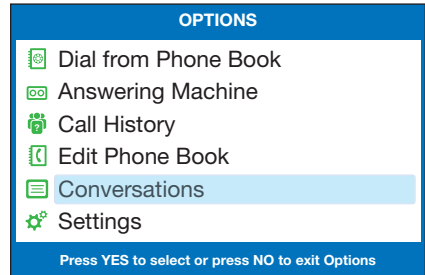 OPTIONS
Dial from Phone Book
Answering Machine
Call History
Edit Phone Book
Conversations
Settings
Press YES to select or press NO to exit Options